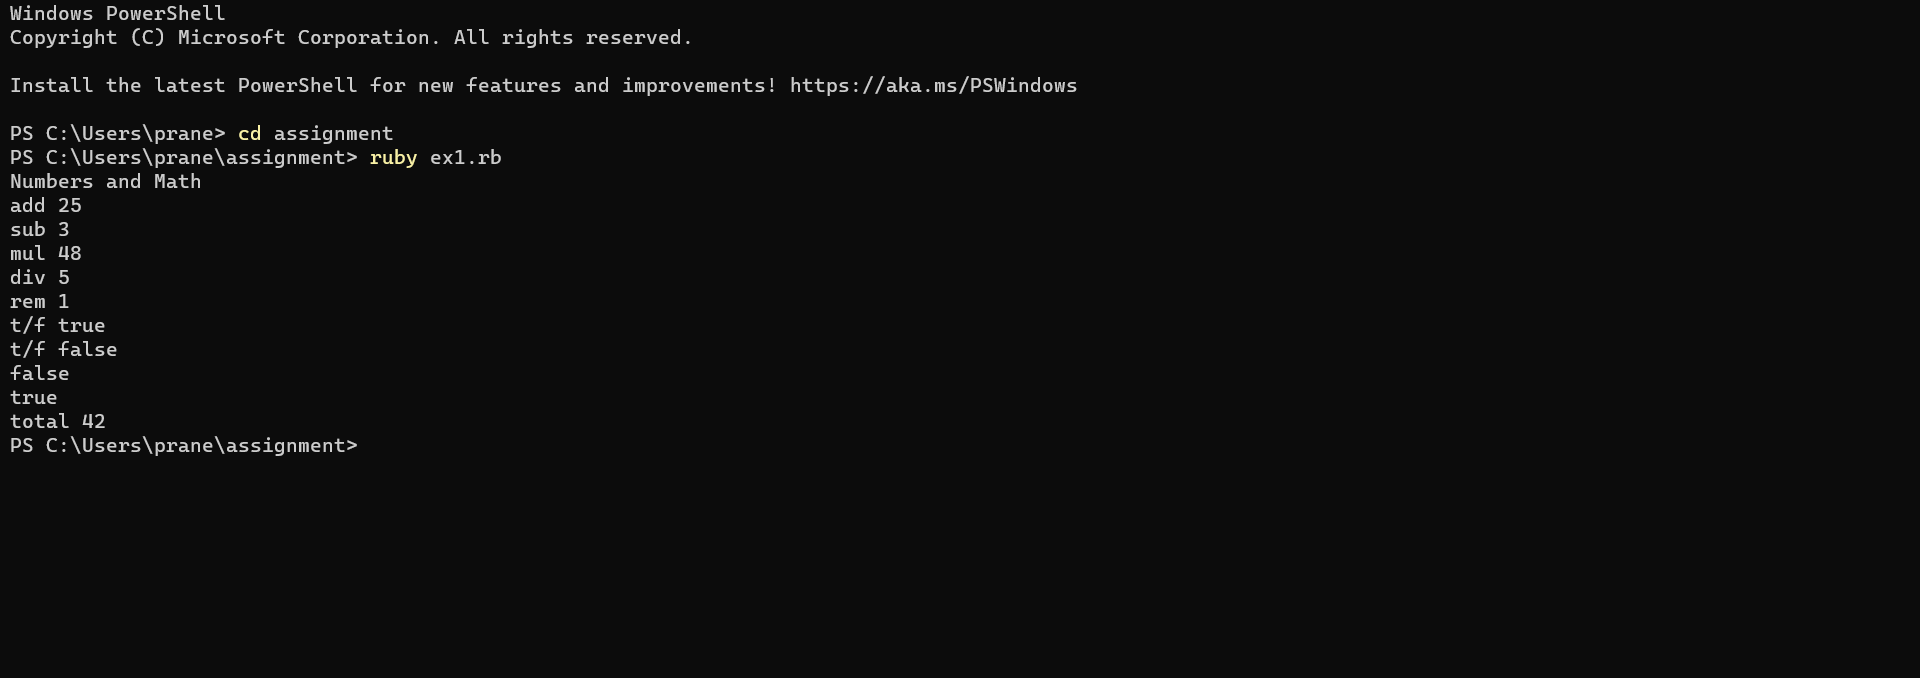 Windows PowerShell
Copyright (C) Microsoft Corporation. All rights reserved.
Install the latest PowerShell for new features and improvements! https://aka.ms/PSWindows
PS C:\Users\prane> cd assignment
PS C:\Users\prane\assignment> ruby ex1.rb
Numbers and Math
add 25
sub 3
mul 48
div 5
rem 1
t/f true
t/f false
false
true
total 42
PS C:\Users\prane\assignment>